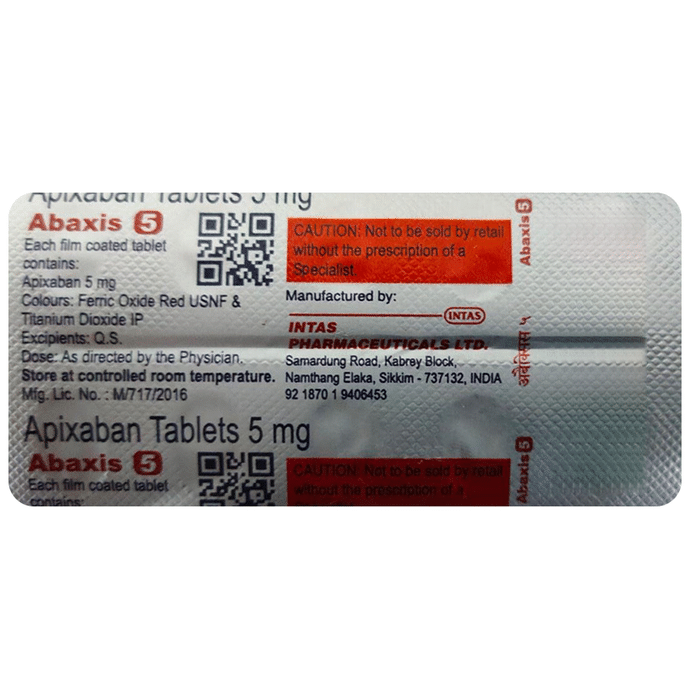 Apixaban Tablets 5 mg
Abaxis 5
Each film coated tablet
contains:
Apixaban 5 mg
Colours: Ferric Oxide Red USNF &
Titanium Dioxide IP
Excipients: Q.S.
Dose: As directed by the Physician.
Store at controlled room temperature.
Mfg. Lic. No. : M/717/2016
CAUTION: Not to be sold by retail
without the prescription of a
Specialist.
Manufactured by:
INTAS
INTAS
PHARMACEUTICALS LTD.
Samardung Road, Kabrey Block,
Namthang Elaka, Sikkim - 737132, INDIA
92 1870 1 9406453
Abaxis 5
अबैक्सिस ५
Apixaban Tablets 5 mg
Abaxis 5
Each film coated tablet
contains:
CAUTION: Not to be sold by retail
without the prescription of a
Abaxis 5